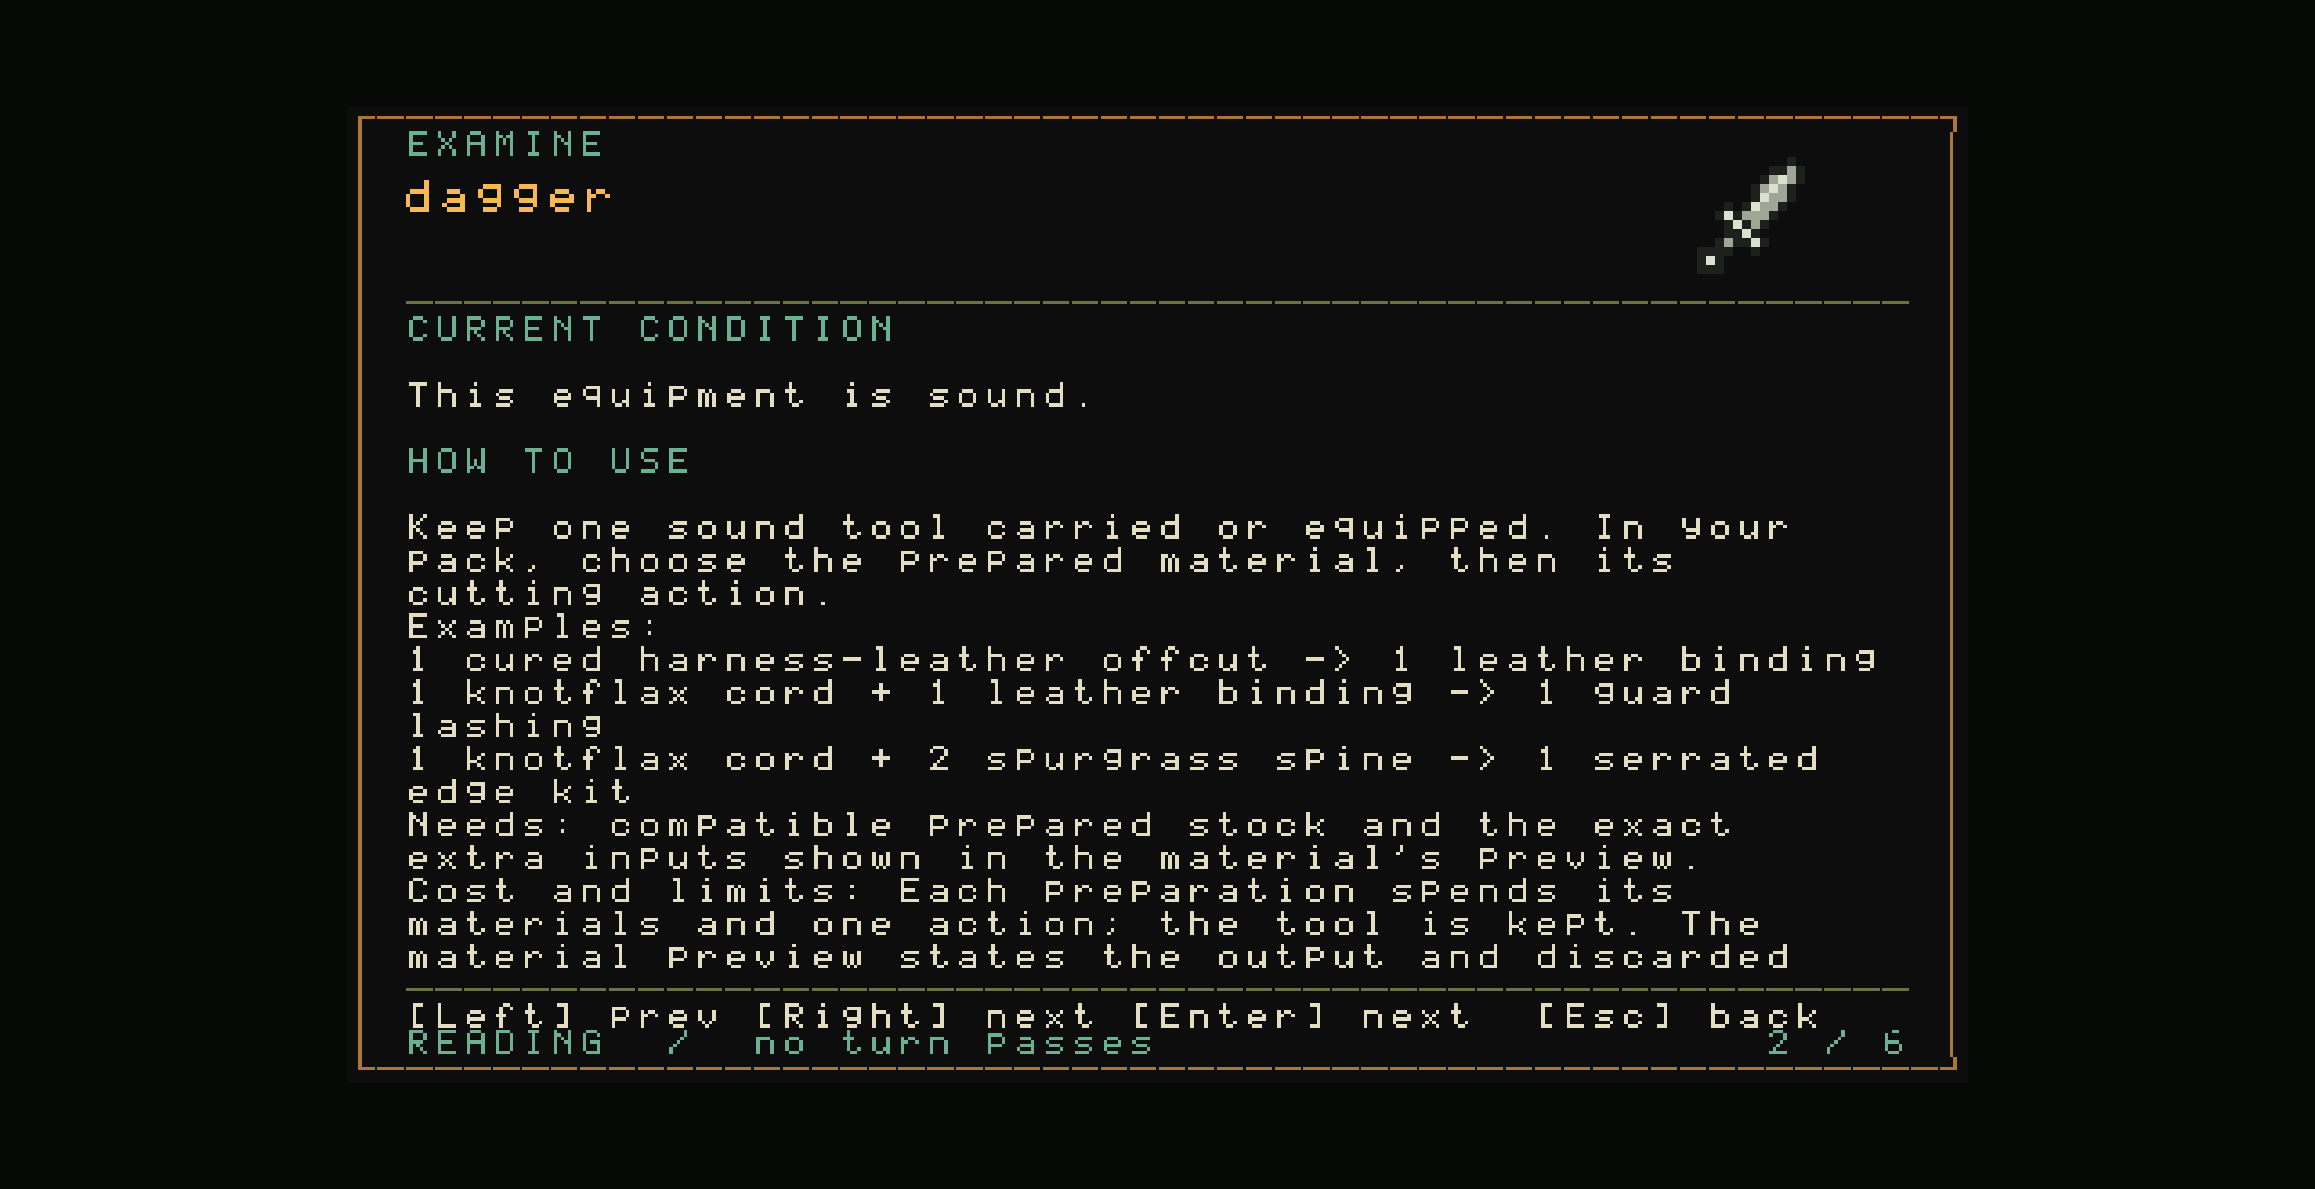 EXAMINE
dagger
CURRENT CONDITION
This equipment is sound.
HOW TO USE
Keep one sound tool carried or equipped. In your
pack, choose the prepared material, then its
cutting action.
Examples:
1 cured harness-leather offcut -> 1 leather binding
1 knotflax cord + 1 leather binding -> 1 guard
lashing
1 knotflax cord + 2 spurgrass spine -> 1 serrated
edge kit
Needs: compatible prepared stock and the exact
extra inputs shown in the material's preview.
Cost and limits: Each preparation spends its
materials and one action; the tool is kept. The
material preview states the output and discarded
[Left] prev [Right] next [Enter] next [Esc] back
READING / no turn passes 2 / 6